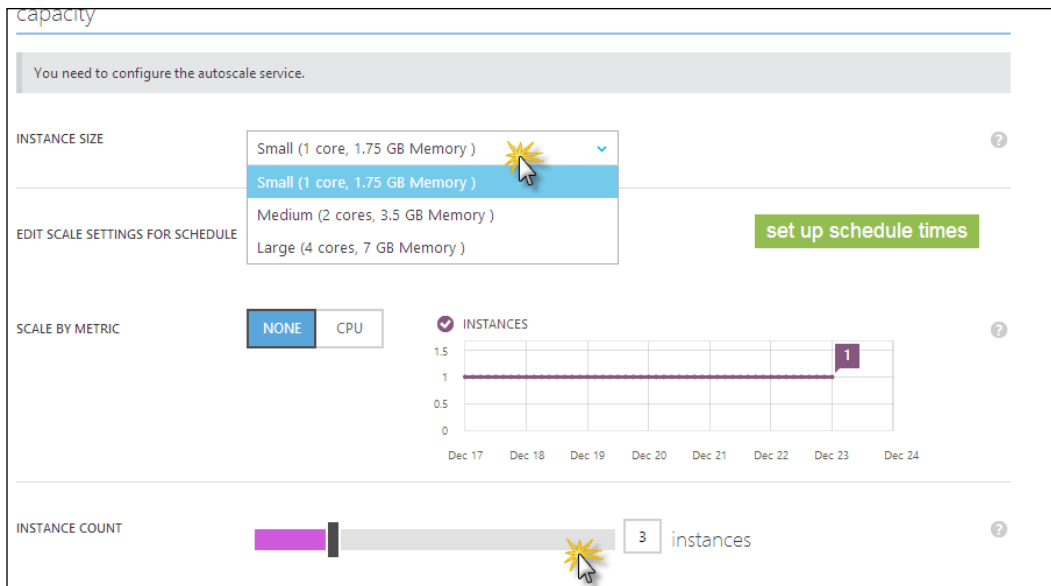 capacity
You need to configure the autoscale service.
INSTANCE SIZE
Small (1 core, 1.75 GB Memory )
Small (1 core, 1.75 GB Memory )
Medium (2 cores, 3.5 GB Memory )
Large (4 cores, 7 GB Memory )
EDIT SCALE SETTINGS FOR SCHEDULE
set up schedule times
SCALE BY METRIC
NONE CPU
INSTANCES
1.5
1
0.5
0
1
Dec 17 Dec 18 Dec 19 Dec 20 Dec 21 Dec 22 Dec 23 Dec 24
INSTANCE COUNT
3 instances
?
?
?